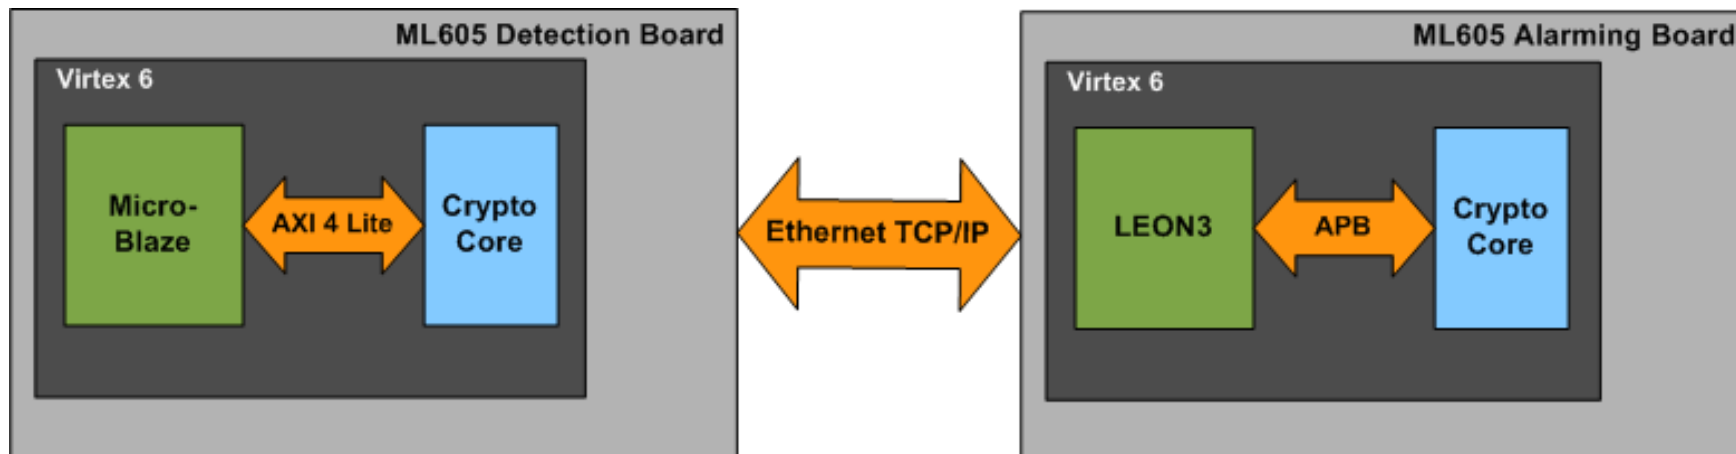 ML605 Detection Board
Virtex 6
Micro-
Blaze
AXI 4 Lite
Crypto
Core
Ethernet TCP/IP
ML605 Alarming Board
Virtex 6
LEON3
APB
Crypto
Core